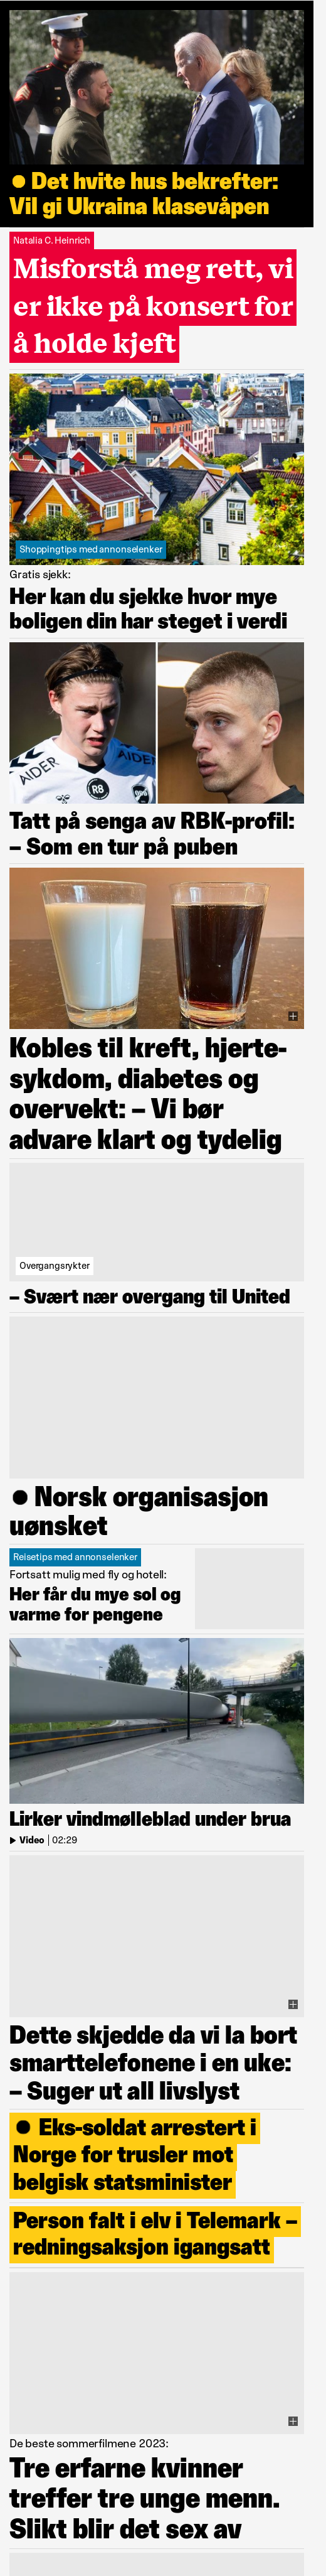 Det hvite hus bekrefter:
Vil gi Ukraina klasevåpen
Natalia C. Heinrich
Misforstå meg rett, vi
er ikke på konsert for
å holde kjeft
Shoppingtips med annonselenker
Gratis sjekk:
Her kan du sjekke hvor mye
boligen din har steget i verdi
AIDER
R8
AIDER
Tatt på senga av RBK-profil:
– Som en tur på puben
Kobles til kreft, hjerte-
sykdom, diabetes og
overvekt: – Vi bør
advare klart og tydelig
Overgangsrykter
– Svært nær overgang til United
Norsk organisasjon
uønsket
Reisetips med annonselenker
Fortsatt mulig med fly og hotell:
Her får du mye sol og
varme for pengene
Lirker vindmølleblad under brua
Video | 02:29
Dette skjedde da vi la bort
smarttelefonene i en uke:
– Suger ut all livslyst
Eks-soldat arrestert i
Norge for trusler mot
belgisk statsminister
Person falt i elv i Telemark –
redningsaksjon igangsatt
De beste sommerfilmene 2023:
Tre erfarne kvinner
treffer tre unge menn.
Slikt blir det sex av